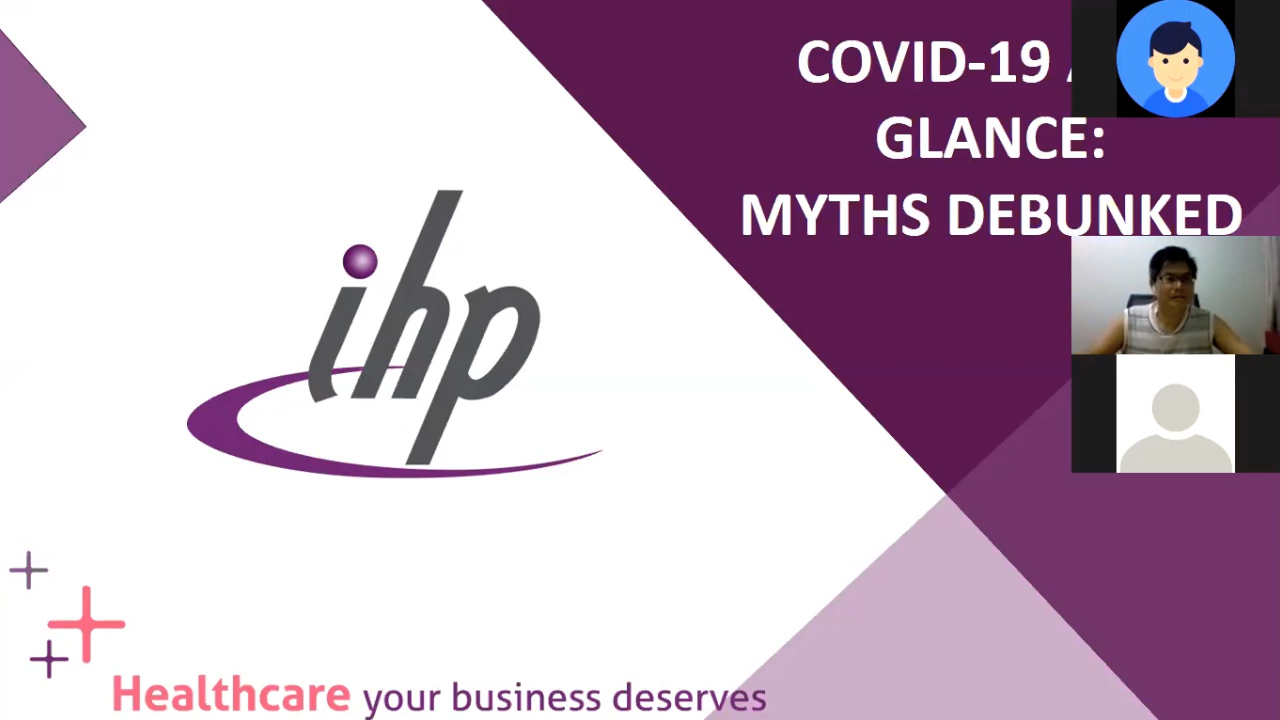 COVID-19
GLANCE:
MYTHS DEBUNKED
ihp
Healthcare your business deserves